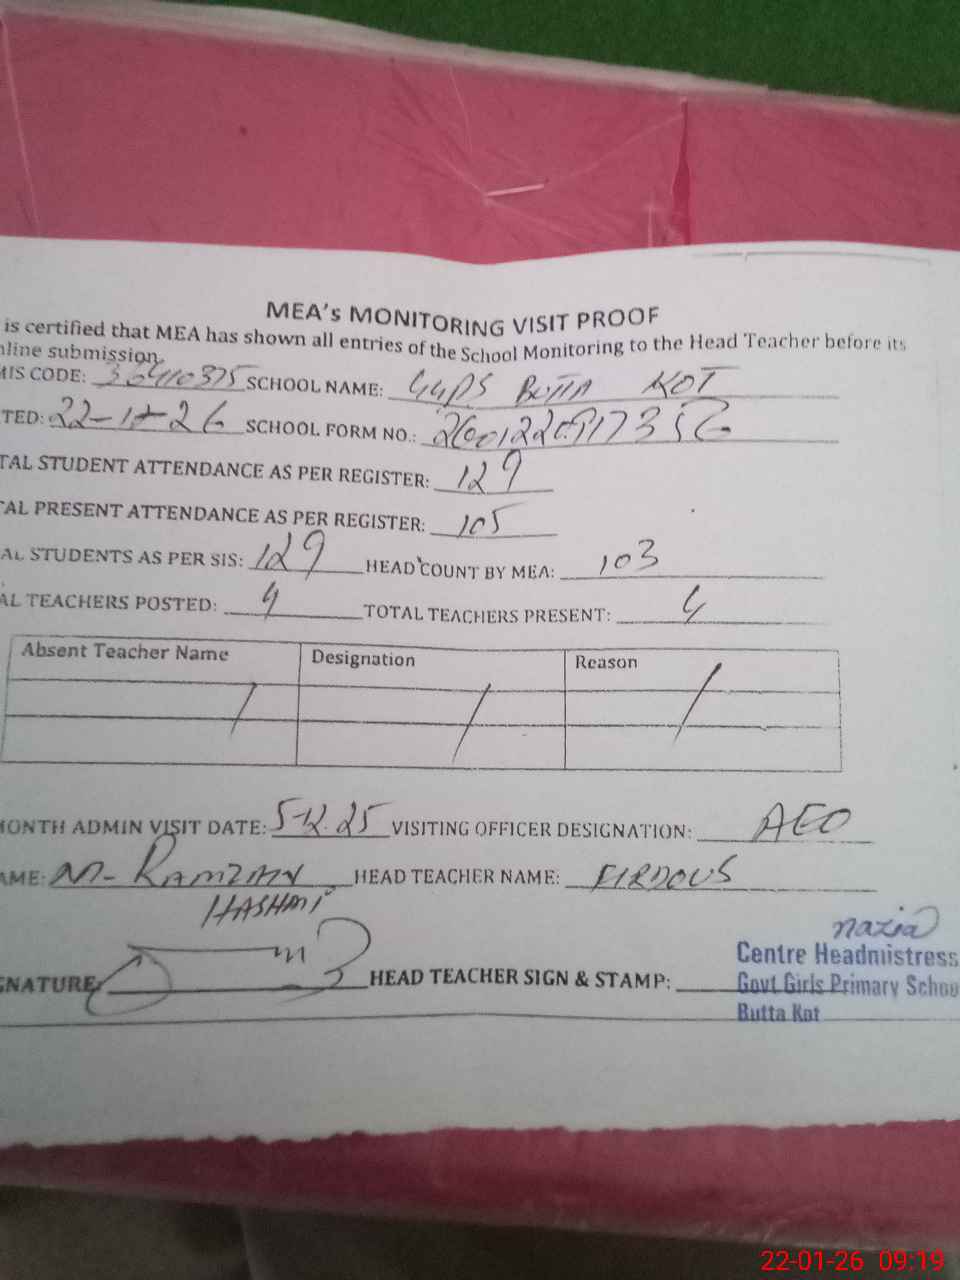 MEA's MONITORING VISIT PROOF
is certified that MEA has shown all entries of the School Monitoring to the Head Teacher before its
nline submission.
MIS CODE: 36410375 SCHOOL NAME: GGPS BUTTA KOT
TED: 22-1-26 SCHOOL FORM NO.:
TAL STUDENT ATTENDANCE AS PER REGISTER: 129
TAL PRESENT ATTENDANCE AS PER REGISTER: 105
AL STUDENTS AS PER SIS: 129 HEAD COUNT BY MEA: 103
AL TEACHERS POSTED: 4 TOTAL TEACHERS PRESENT: 4
Absent Teacher Name Designation Reason
MONTH ADMIN VISIT DATE: 5-12.25 VISITING OFFICER DESIGNATION: AEO
AME: M- RAMZAN HEAD TEACHER NAME: FIRDOUS
HASHMI
nazia
GNATURE: HEAD TEACHER SIGN & STAMP:
Centre Headmistress
Govt Girls Primary Schoo
Butta Kot
22-01-26 09:19